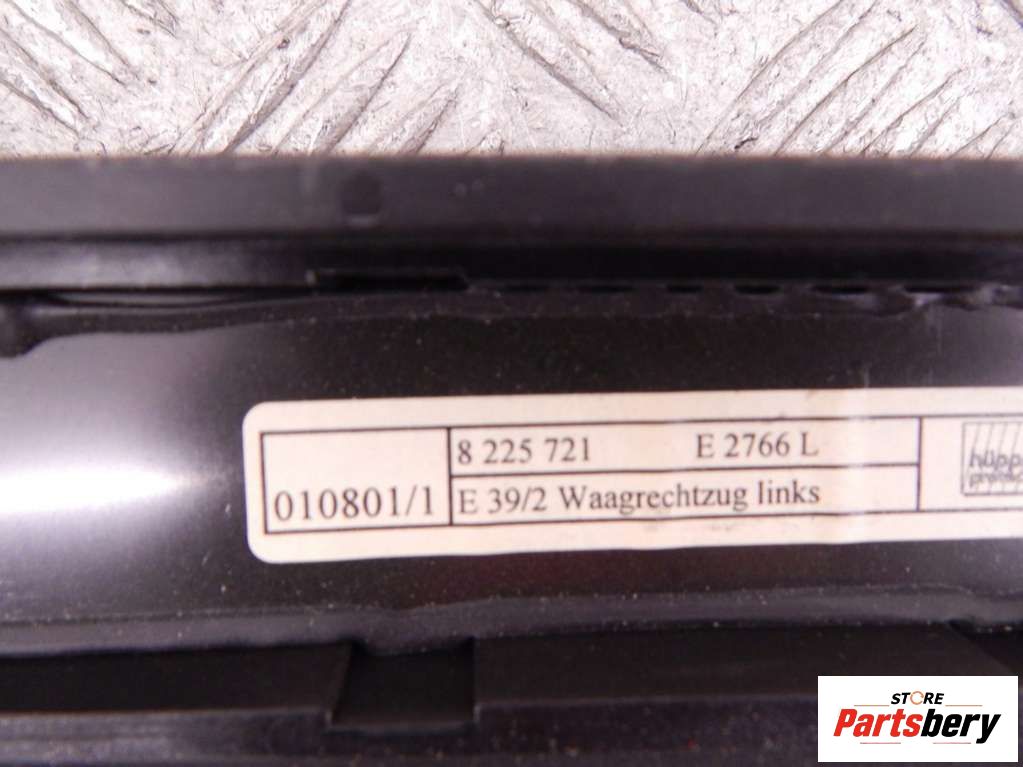 010801/1
8 225 721 E 2766 L
E 39/2 Waagrechtzug links
STORE
Partsbery